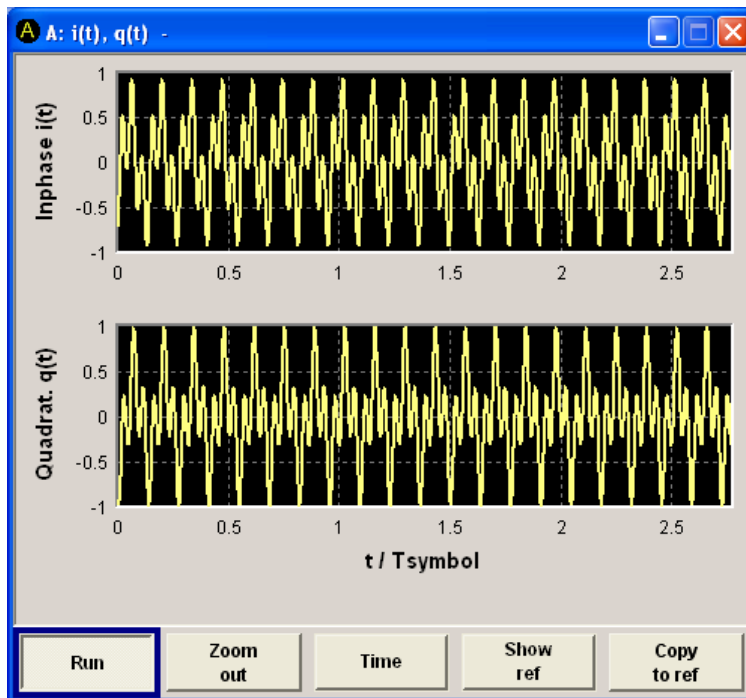 A A: i(t), q(t) -
Inphase i(t)
1
0.5
0
-0.5
-1
0 0.5 1 1.5 2 2.5
Quadrat. q(t)
1
0.5
0
-0.5
-1
0 0.5 1 1.5 2 2.5
t / Tsymbol
Run
Zoom
out
Time
Show
ref
Copy
to ref